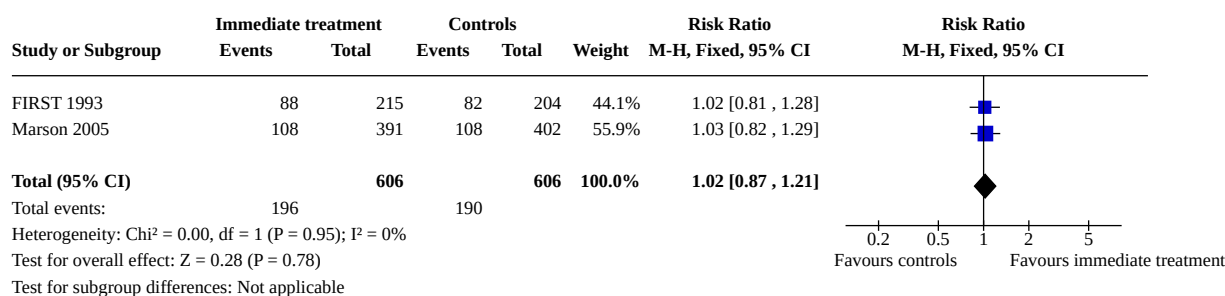 Immediate treatment Controls Risk Ratio Risk Ratio
Study or Subgroup Events Total Events Total Weight M-H, Fixed, 95% CI M-H, Fixed, 95% CI
FIRST 1993 88 215 82 204 44.1% 1.02 [0.81 , 1.28]
Marson 2005 108 391 108 402 55.9% 1.03 [0.82 , 1.29]
Total (95% CI) 606 606 100.0% 1.02 [0.87 , 1.21]
Total events: 196 190
Heterogeneity: Chi² = 0.00, df = 1 (P = 0.95); I² = 0%
0.2 0.5 1 2 5
Test for overall effect: Z = 0.28 (P = 0.78) Favours controls Favours immediate treatment
Test for subgroup differences: Not applicable